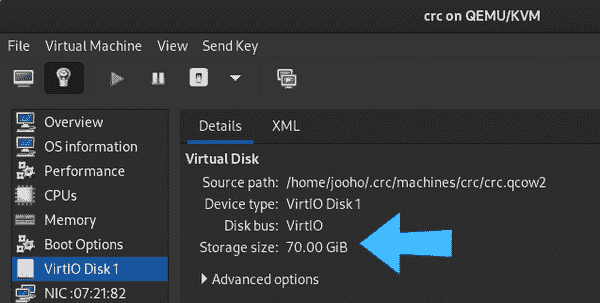 crc on QEMU/KVM
File Virtual Machine View Send Key
Overview
OS information
Performance
CPUs
Memory
Boot Options
VirtIO Disk 1
NIC :07:21:82
Details XML
Virtual Disk
Source path: /home/jooho/.crc/machines/crc/crc.qcow2
Device type: VirtIO Disk 1
Disk bus: VirtIO
Storage size: 70.00 GiB
Advanced options